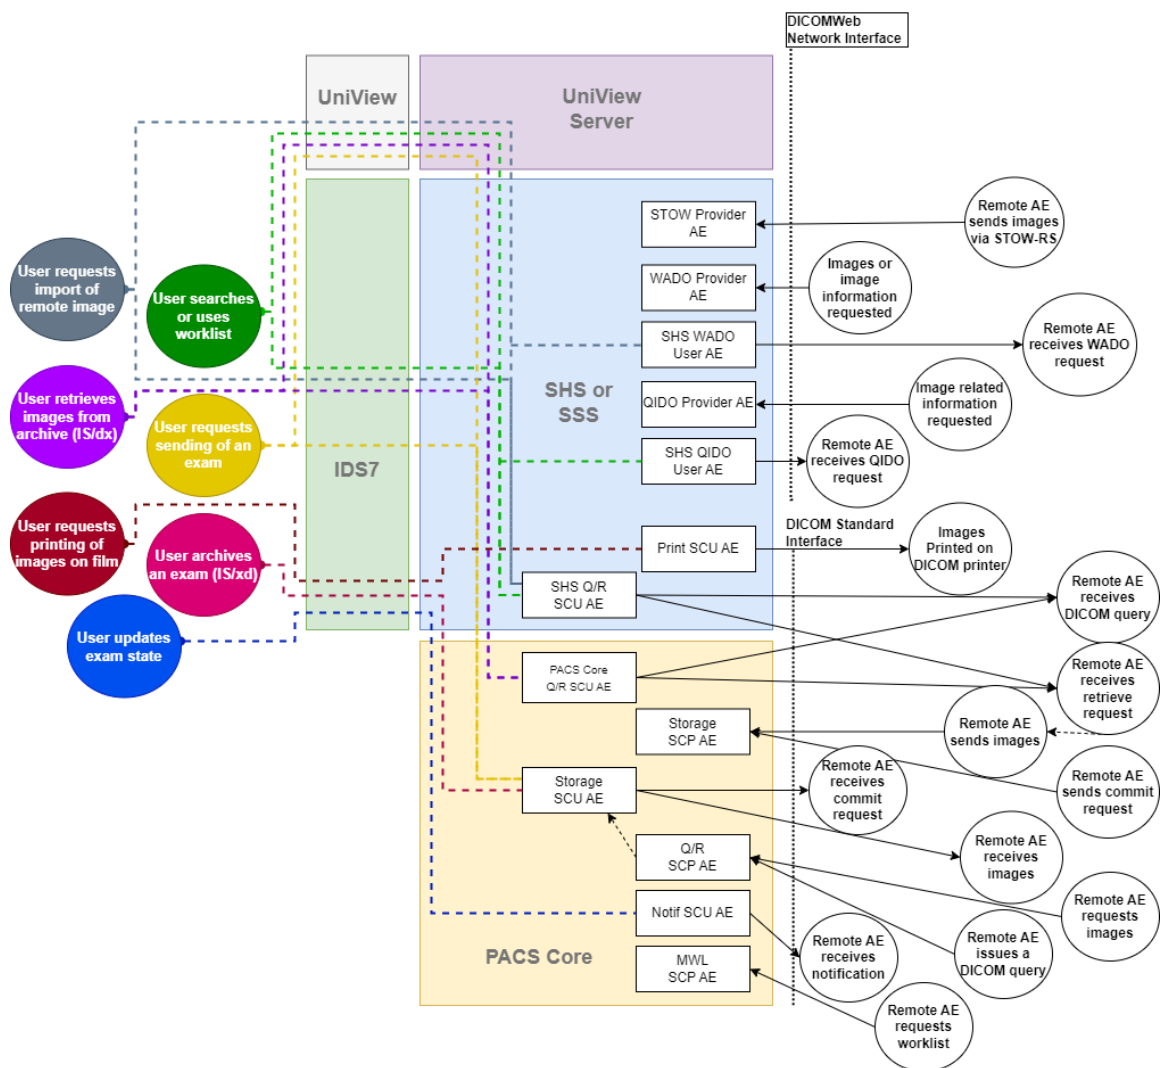 DICOMWeb
Network Interface
UniView
UniView
Server
STOW Provider
AE
Remote AE
sends images
via STOW-RS
User requests
import of
remote image
User searches
or uses
worklist
WADO Provider
AE
Images or
image
information
requested
SHS WADO
User AE
Remote AE
receives WADO
request
User retrieves
images from
archive (IS/dx)
User requests
sending of an
exam
IDS7
SHS or
SSS
QIDO Provider AE
Image related
information
requested
SHS QIDO
User AE
Remote AE
receives QIDO
request
User requests
printing of
images on film
User archives
an exam (IS/xd)
User updates
exam state
Print SCU AE
DICOM Standard
Interface
Images
Printed on
DICOM printer
SHS Q/R
SCU AE
Remote AE
receives
DICOM query
PACS Core
Q/R SCU AE
Remote AE
receives
retrieve
request
Storage
SCP AE
Remote AE
sends images
Storage
SCU AE
Remote AE
receives
commit
request
Remote AE
sends commit
request
Q/R
SCP AE
Remote AE
receives
images
Notif SCU AE
Remote AE
requests
images
PACS Core
MWL
SCP AE
Remote AE
receives
notification
Remote AE
issues a
DICOM query
Remote AE
requests
worklist